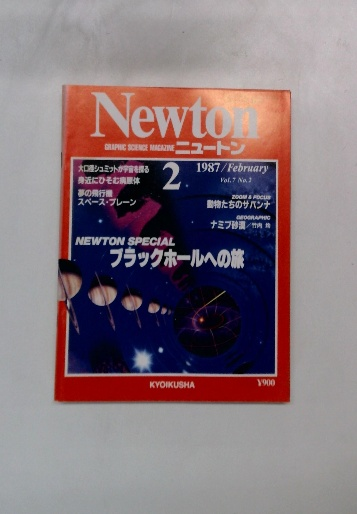 Newton
GRAPHIC SCIENCE MAGAZINE ニュートン
大口径シュミットが宇宙を探る
身近にひそむ病原体
夢の飛行機
スペース・プレーン
2
1987/February
Vol.7 No.2
ZOOM & FOCUS
動物たちのサバンナ
GEOGRAPHIC
ナミブ砂漠/竹内 均
NEWTON SPECIAL
ブラックホールへの旅
KYOIKUSHA
¥900